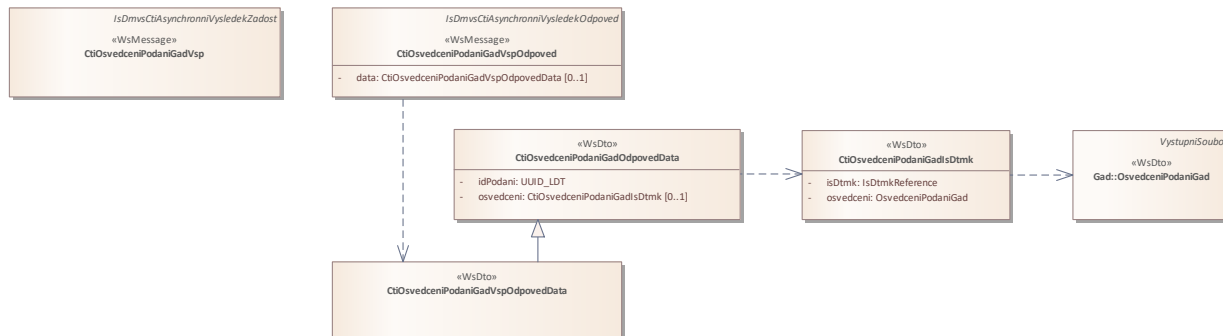 IsDmvsCtiAsynchronniVysledekZadost
«WsMessage»
CtiOsvedceniPodaniGadVsp
IsDmvsCtiAsynchronniVysledekOdpoved
«WsMessage»
CtiOsvedceniPodaniGadVspOdpoved
- data: CtiOsvedceniPodaniGadVspOdpovedData [0..1]
«WsDto»
CtiOsvedceniPodaniGadOdpovedData
- idPodani: UUID_LDT
- osvedceni: CtiOsvedceniPodaniGadIsDtmk [0..1]
«WsDto»
CtiOsvedceniPodaniGadIsDtmk
- isDtmk: IsDtmkReference
- osvedceni: OsvedceniPodaniGad
VystupniSoubo
«WsDto»
Gad::OsvedceniPodaniGad
«WsDto»
CtiOsvedceniPodaniGadVspOdpovedData